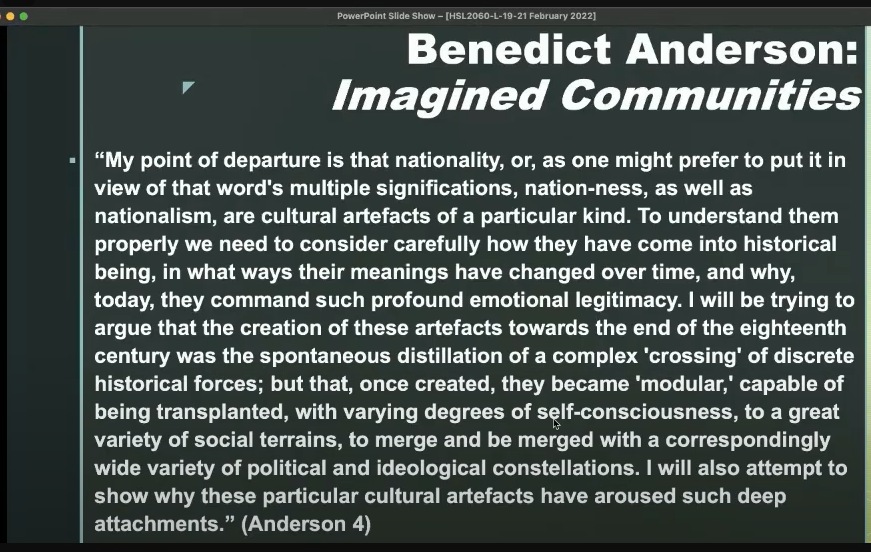 PowerPoint Slide Show – [HSL2060-L-19-21 February 2022]
Benedict Anderson:
Imagined Communities
“My point of departure is that nationality, or, as one might prefer to put it in
view of that word's multiple significations, nation-ness, as well as
nationalism, are cultural artefacts of a particular kind. To understand them
properly we need to consider carefully how they have come into historical
being, in what ways their meanings have changed over time, and why,
today, they command such profound emotional legitimacy. I will be trying to
argue that the creation of these artefacts towards the end of the eighteenth
century was the spontaneous distillation of a complex 'crossing' of discrete
historical forces; but that, once created, they became 'modular,' capable of
being transplanted, with varying degrees of self-consciousness, to a great
variety of social terrains, to merge and be merged with a correspondingly
wide variety of political and ideological constellations. I will also attempt to
show why these particular cultural artefacts have aroused such deep
attachments.” (Anderson 4)